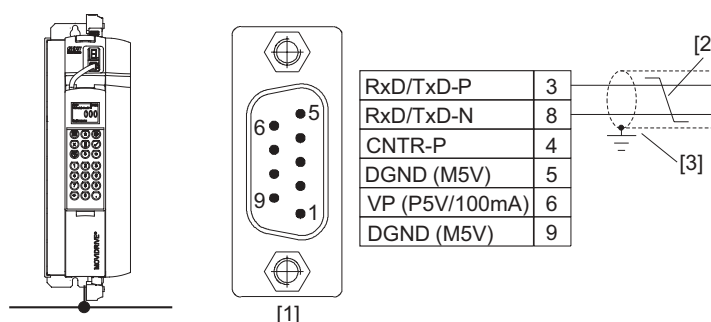 000
MOVIDRIVE®
5
6
9
1
[1]
RxD/TxD-P 3
RxD/TxD-N 8
CNTR-P 4
DGND (M5V) 5
VP (P5V/100mA) 6
DGND (M5V) 9
[2
[3]